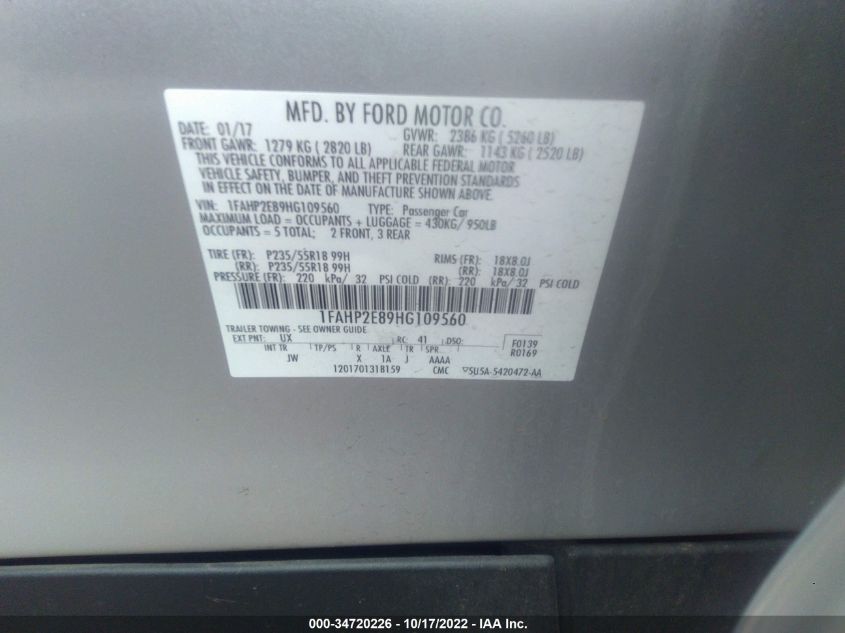 MFD. BY FORD MOTOR CO.
DATE: 01/17 GVWR: 2386 KG ( 5260 LB)
FRONT GAWR: 1279 KG ( 2820 LB) REAR GAWR: 1143 KG ( 2520 LB)
THIS VEHICLE CONFORMS TO ALL APPLICABLE FEDERAL MOTOR
VEHICLE SAFETY, BUMPER, AND THEFT PREVENTION STANDARDS
IN EFFECT ON THE DATE OF MANUFACTURE SHOWN ABOVE.
VIN: 1FAHP2E89HG109560 TYPE: Passenger Car
MAXIMUM LOAD = OCCUPANTS + LUGGAGE = 430KG/ 950LB
OCCUPANTS = 5 TOTAL; 2 FRONT, 3 REAR
TIRE (FR): P235/55R18 99H RIMS (FR): 18X8.0J
(RR): P235/55R18 99H (RR): 18X8.0J
PRESSURE (FR): 220 kPa/ 32 PSI COLD (RR): 220 kPa/ 32 PSI COLD
1FAHP2E89HG109560
TRAILER TOWING - SEE OWNER GUIDE
EXT PNT: UX RC: 41 DSO: F0139
INT TR TP/PS R AXLE TR SPR R0169
JW X 1A J AAAA
1201701318159 CMC 5U5A-5420472-AA
000-34720226 - 10/17/2022 - IAA Inc.